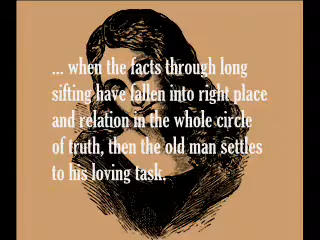 ... when the facts through long
sifting have fallen into right place
and relation in the whole circle
of truth, then the old man settles
to his loving task.